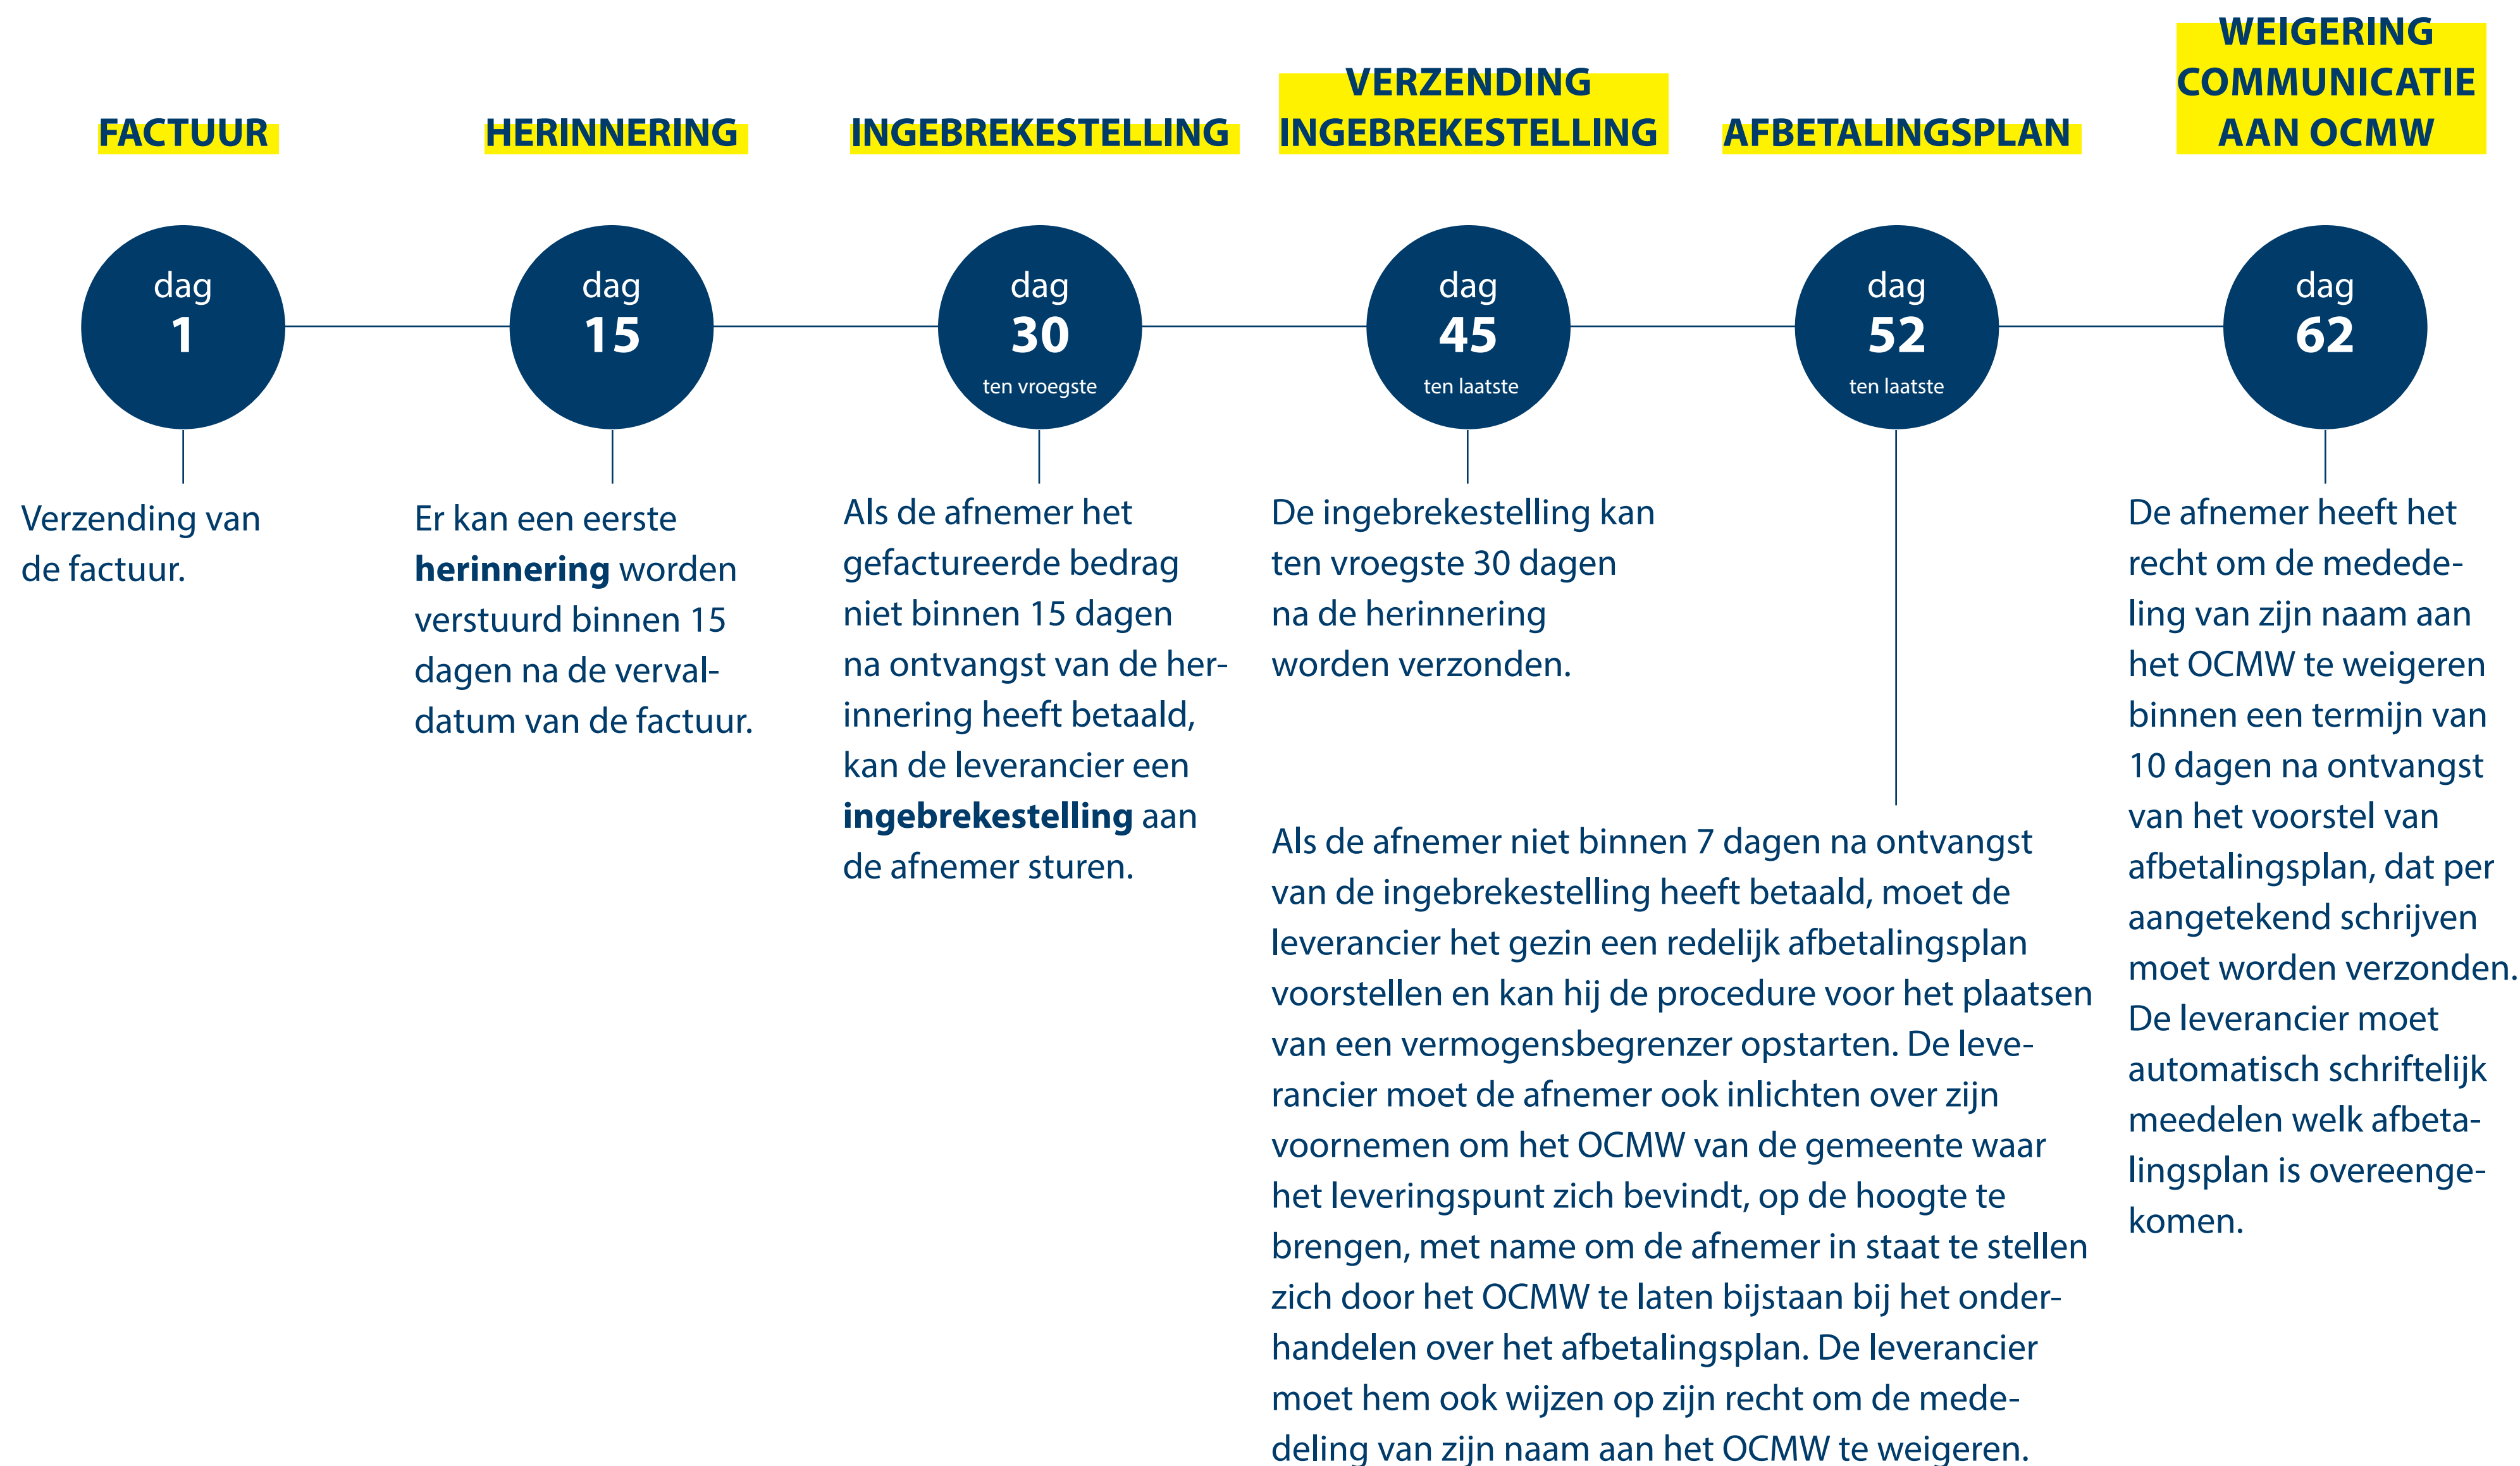 FACTUUR
HERINNERING
INGEBREKESTELLING
VERZENDING
INGEBREKESTELLING
AFBETALINGSPLAN
WEIGERING
COMMUNICATIE
AAN OCMW
dag
1
dag
15
dag
30
ten vroegste
dag
45
ten laatste
dag
52
ten laatste
dag
62
Verzending van
de factuur.
Er kan een eerste
herinnering worden
verstuurd binnen 15
dagen na de verval-
datum van de factuur.
Als de afnemer het
gefactureerde bedrag
niet binnen 15 dagen
na ontvangst van de her-
innering heeft betaald,
kan de leverancier een
ingebrekestelling aan
de afnemer sturen.
De ingebrekestelling kan
ten vroegste 30 dagen
na de herinnering
worden verzonden.
Als de afnemer niet binnen 7 dagen na ontvangst
van de ingebrekestelling heeft betaald, moet de
leverancier het gezin een redelijk afbetalingsplan
voorstellen en kan hij de procedure voor het plaatsen
van een vermogensbegrenzer opstarten. De leve-
rancier moet de afnemer ook inlichten over zijn
voornemen om het OCMW van de gemeente waar
het leveringspunt zich bevindt, op de hoogte te
brengen, met name om de afnemer in staat te stellen
zich door het OCMW te laten bijstaan bij het onder-
handelen over het afbetalingsplan. De leverancier
moet hem ook wijzen op zijn recht om de mede-
deling van zijn naam aan het OCMW te weigeren.
De afnemer heeft het
recht om de medede-
ling van zijn naam aan
het OCMW te weigeren
binnen een termijn van
10 dagen na ontvangst
van het voorstel van
afbetalingsplan, dat per
aangetekend schrijven
moet worden verzonden.
De leverancier moet
automatisch schriftelijk
meedelen welk afbeta-
lingsplan is overeenge-
komen.